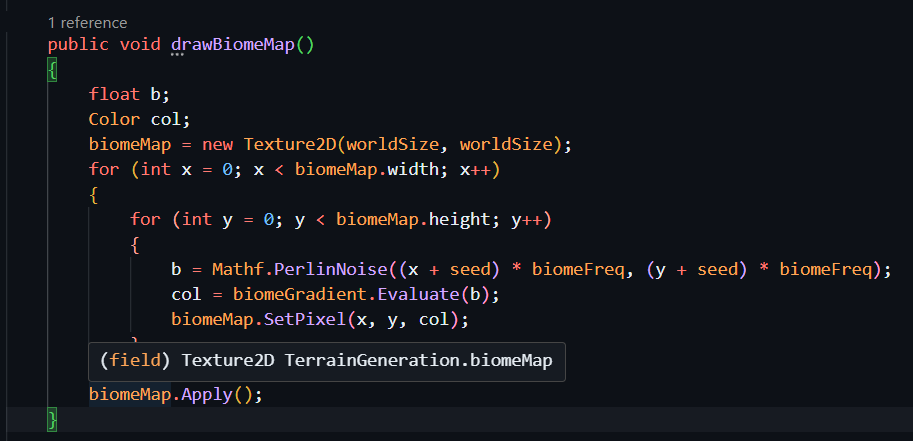 1 reference
public void drawBiomeMap()
{
float b;
Color col;
biomeMap = new Texture2D(worldSize, worldSize);
for (int x = 0; x < biomeMap.width; x++)
{
for (int y = 0; y < biomeMap.height; y++)
{
b = Mathf.PerlinNoise((x + seed) * biomeFreq, (y + seed) * biomeFreq);
col = biomeGradient.Evaluate(b);
biomeMap.SetPixel(x, y, col);
(field) Texture2D TerrainGeneration.biomeMap
biomeMap.Apply();
}